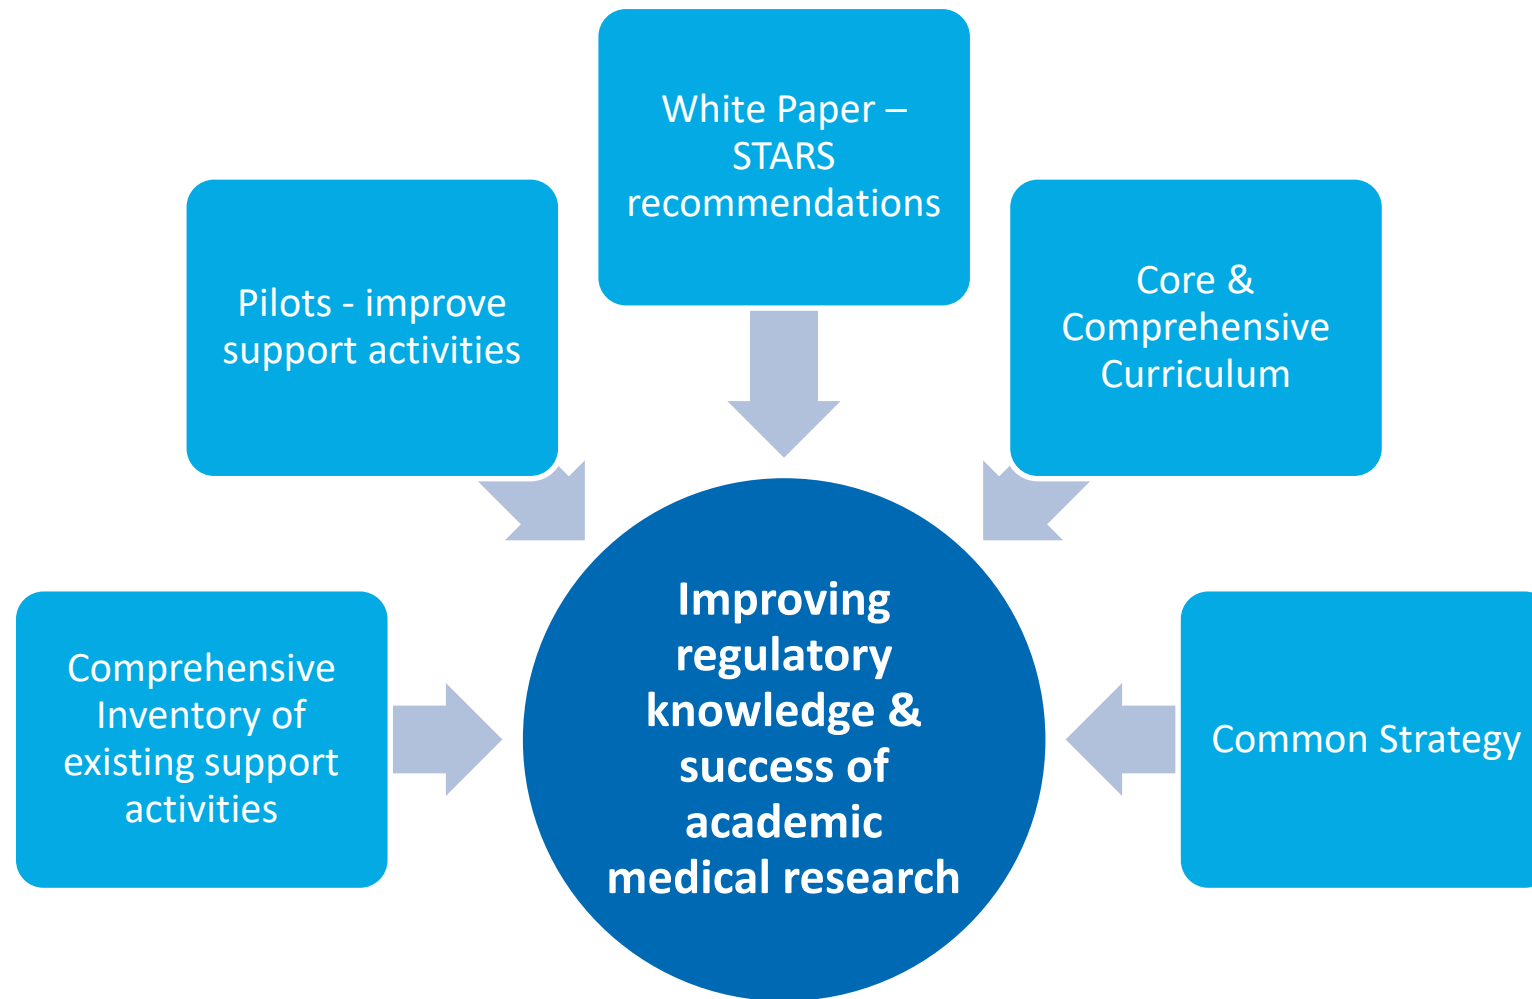 White Paper –
STARS
recommendations
Pilots - improve
support activities
Core &
Comprehensive
Curriculum
Comprehensive
Inventory of
existing support
activities
Improving
regulatory
knowledge &
success of
academic
medical research
Common Strategy